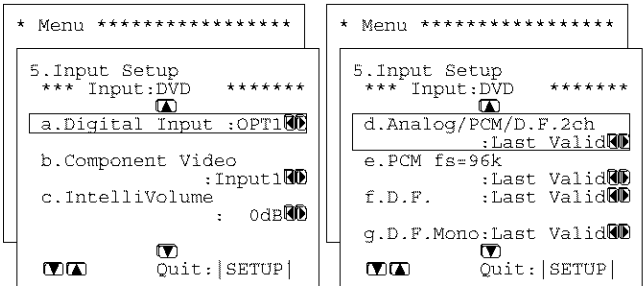 * Menu *****************
5.Input Setup
*** Input:DVD *******
a.Digital Input :OPT1
b.Component Video
:Input1
c.IntelliVolume
: 0dB
Quit:|SETUP|
* Menu *****************
5.Input Setup
*** Input:DVD *******
d.Analog/PCM/D.F.2ch
:Last Valid
e.PCM fs=96k
:Last Valid
f.D.F. :Last Valid
g.D.F.Mono:Last Valid
Quit:|SETUP|